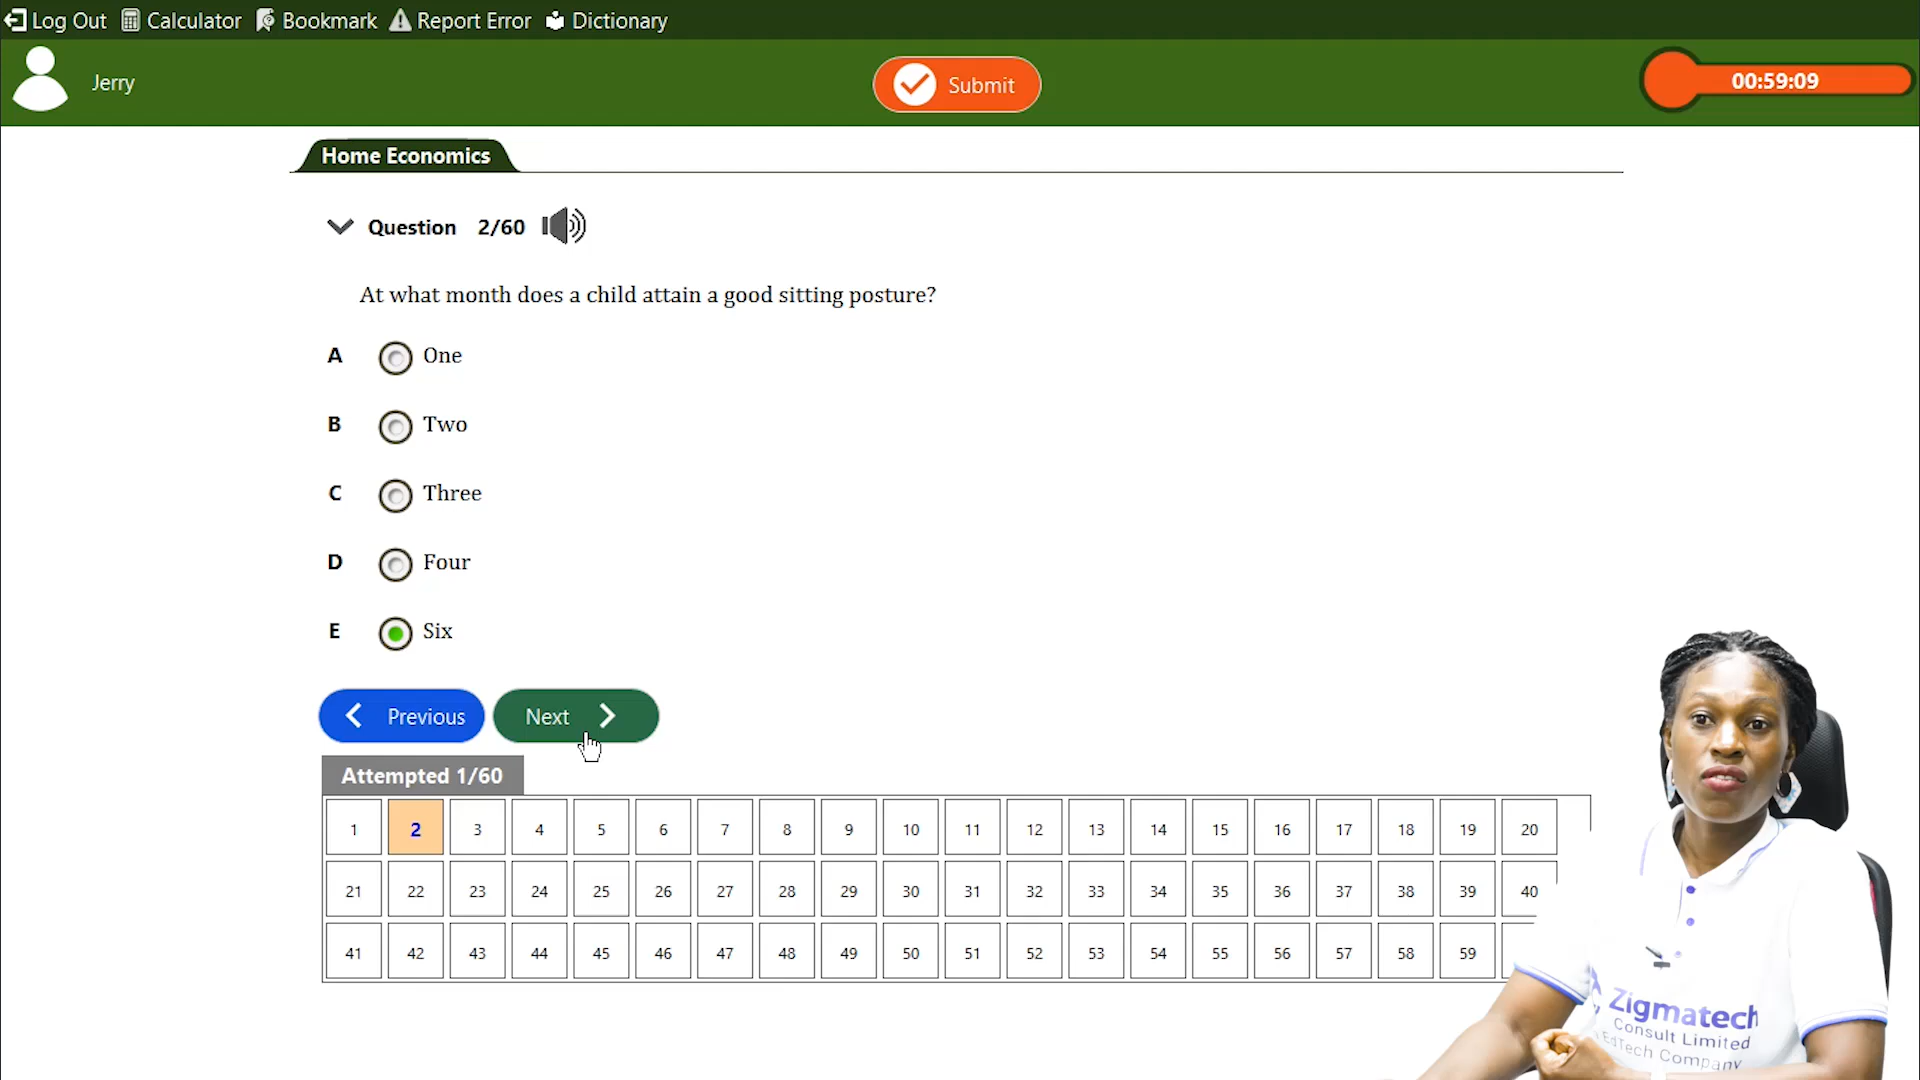 Log Out Calculator Bookmark Report Error Dictionary
Jerry
Submit
00:59:09
Home Economics
Question 2/60
At what month does a child attain a good sitting posture?
A One
B Two
C Three
D Four
E Six
Previous Next
Attempted 1/60
1 2 3 4 5 6 7 8 9 10 11 12 13 14 15 16 17 18 19 20
21 22 23 24 25 26 27 28 29 30 31 32 33 34 35 36 37 38 39 40
41 42 43 44 45 46 47 48 49 50 51 52 53 54 55 56 57 58 59
Zigmatech
Consult Limited
EdTech Company